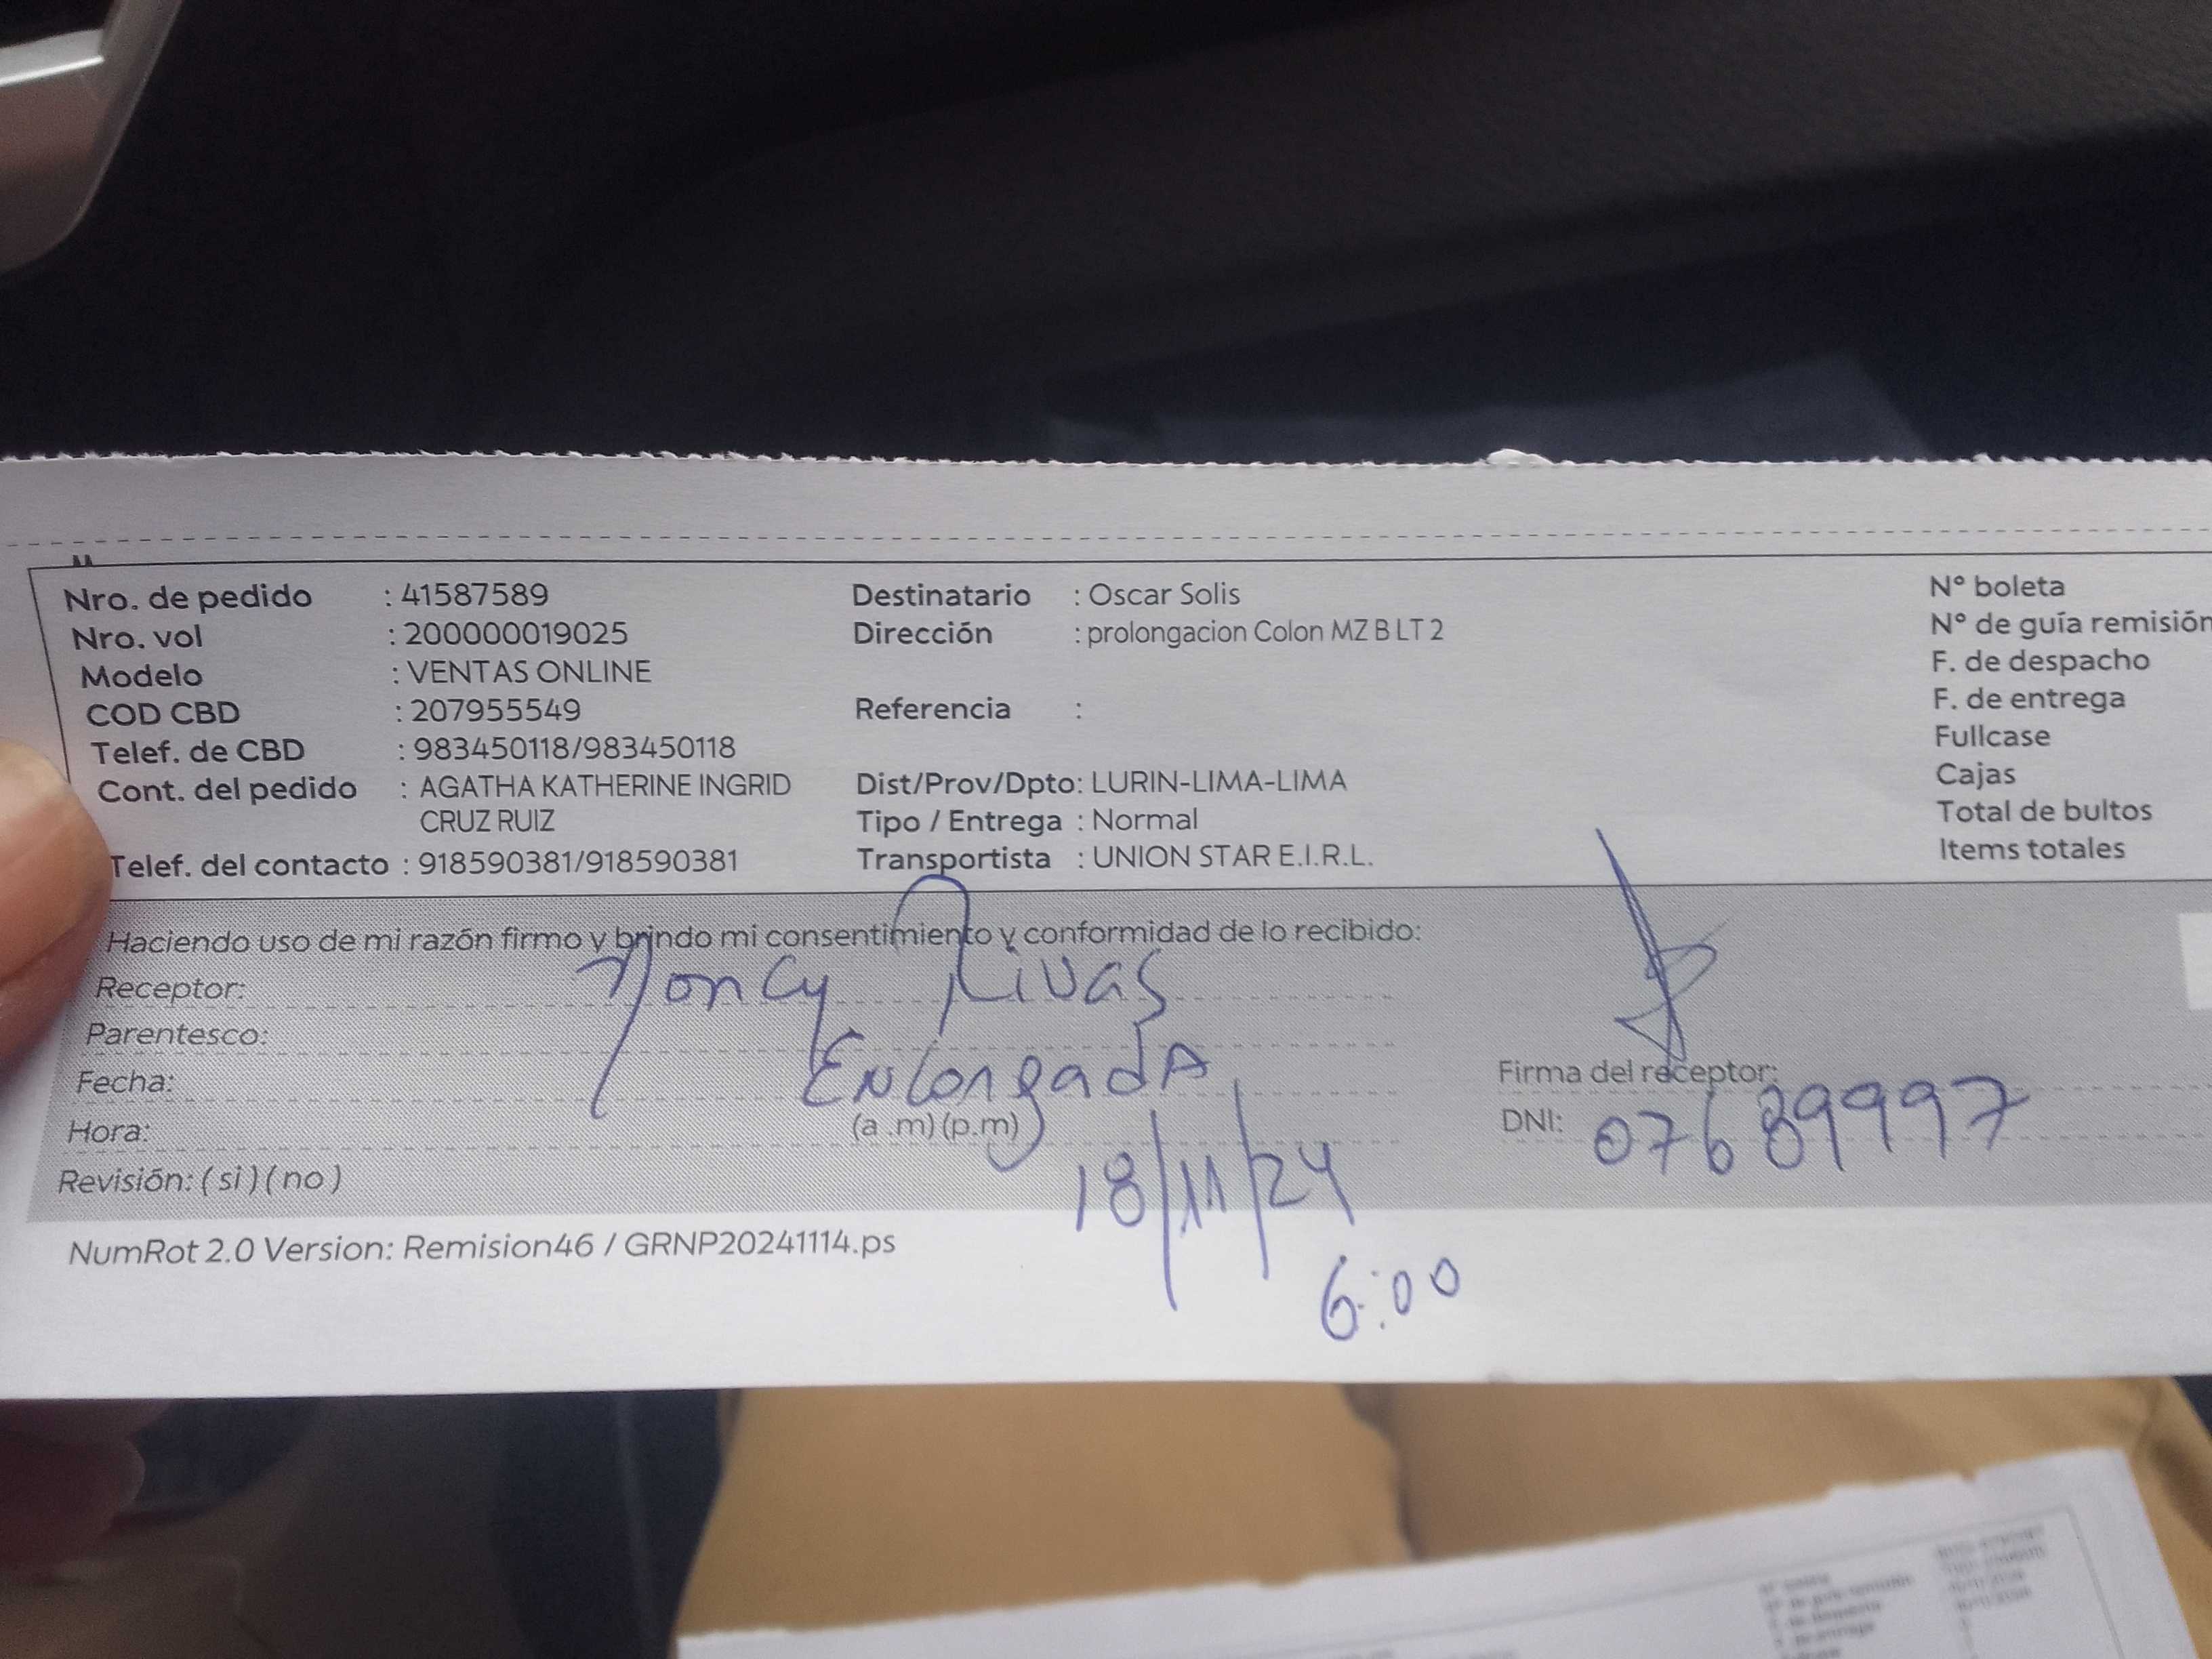 Nro. de pedido : 41587589 Destinatario : Oscar Solis N° boleta
Nro. vol : 200000019025 Dirección : prolongacion Colon MZ B LT 2 N° de guía remisión
Modelo : VENTAS ONLINE F. de despacho
COD CBD : 207955549 Referencia : F. de entrega
Telef. de CBD : 983450118/983450118 Fullcase
Cont. del pedido : AGATHA KATHERINE INGRID Dist/Prov/Dpto: LURIN-LIMA-LIMA Cajas
CRUZ RUIZ Tipo / Entrega : Normal Total de bultos
Telef. del contacto : 918590381/918590381 Transportista : UNION STAR E.I.R.L. Items totales
Haciendo uso de mi razón firmo y brindo mi consentimiento y conformidad de lo recibido:
Receptor: Noncy Rivas
Parentesco: EnCongadA
Fecha: Firma del receptor:
Hora: (a .m) (p.m) DNI: 07689997
18/11/24
Revisión: ( si ) ( no )
NumRot 2.0 Version: Remision46 / GRNP20241114.ps
6:00